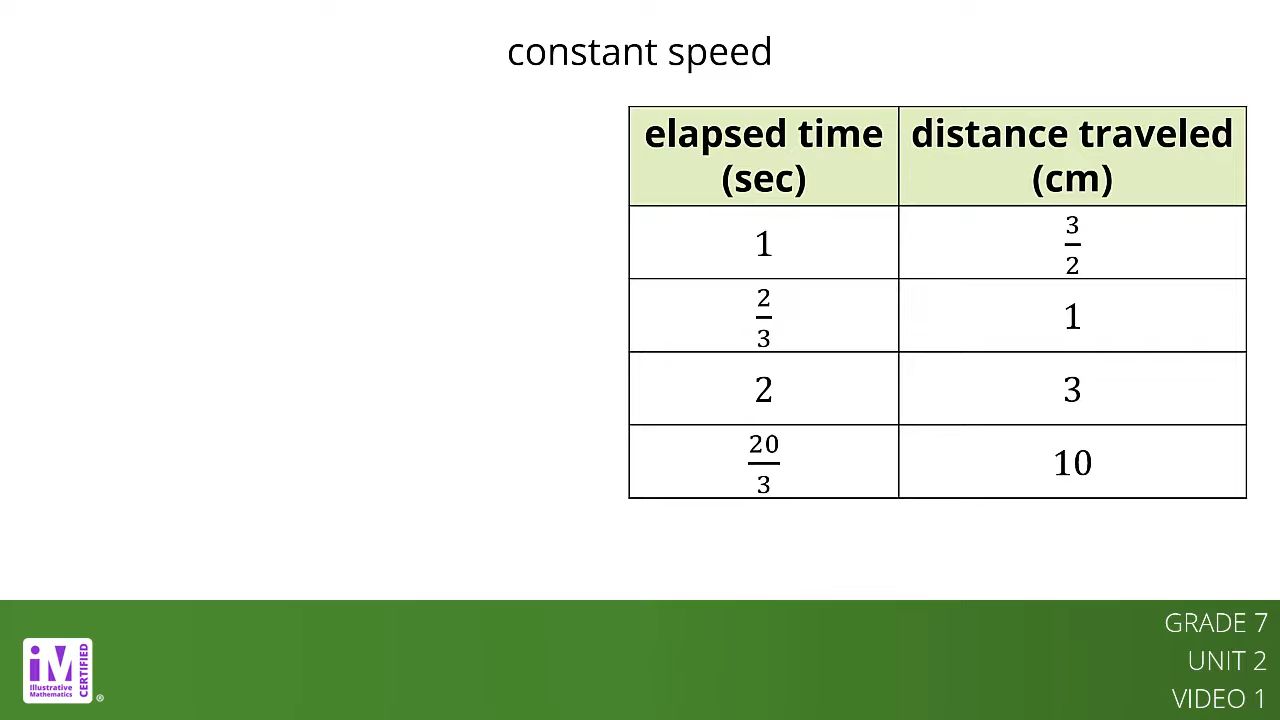 constant speed
elapsed time (sec) distance traveled (cm)
1 3/2
2/3 1
2 3
20/3 10
iM CERTIFIED
Illustrative
Mathematics ®
GRADE 7
UNIT 2
VIDEO 1